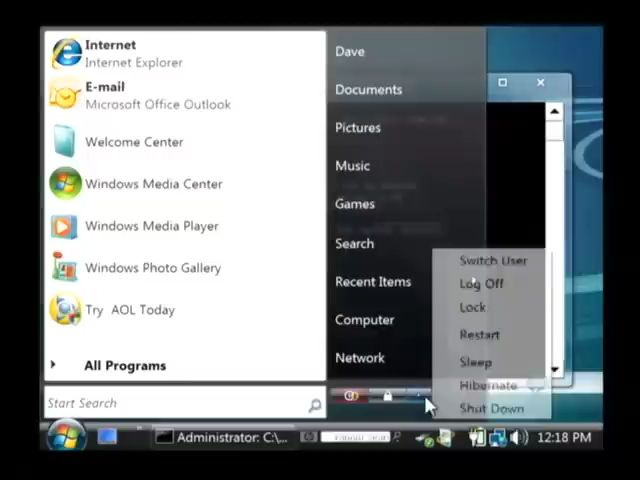 Internet
Internet Explorer
E-mail
Microsoft Office Outlook
Welcome Center
Windows Media Center
Windows Media Player
Windows Photo Gallery
Try AOL Today
All Programs
Start Search
Dave
Documents
Pictures
Music
Games
Search
Recent Items
Computer
Network
Switch User
Log Off
Lock
Restart
Sleep
Hibernate
Shut Down
Administrator: C:\...
12:18 PM